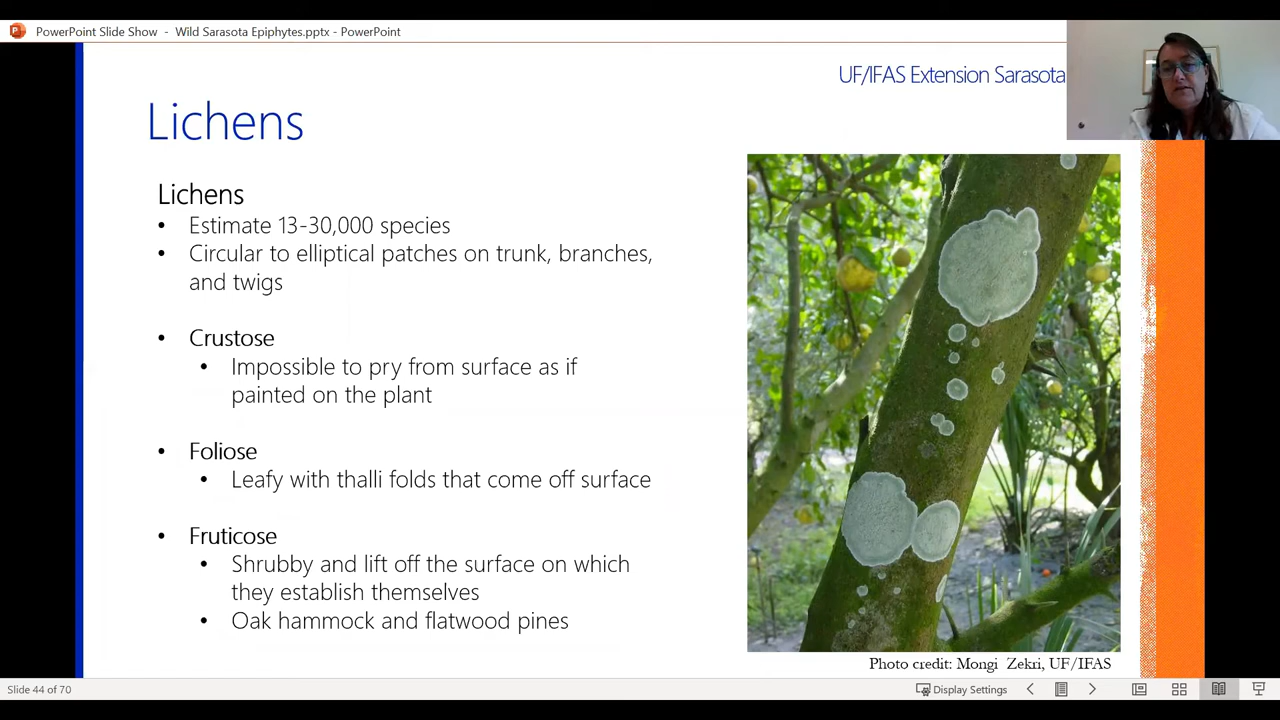 PowerPoint Slide Show - Wild Sarasota Epiphytes.pptx - PowerPoint
UF/IFAS Extension Sarasota
Lichens
Lichens
• Estimate 13-30,000 species
• Circular to elliptical patches on trunk, branches,
and twigs
• Crustose
• Impossible to pry from surface as if
painted on the plant
• Foliose
• Leafy with thalli folds that come off surface
• Fruticose
• Shrubby and lift off the surface on which
they establish themselves
• Oak hammock and flatwood pines
Photo credit: Mongi Zekri, UF/IFAS
Slide 44 of 70
Display Settings